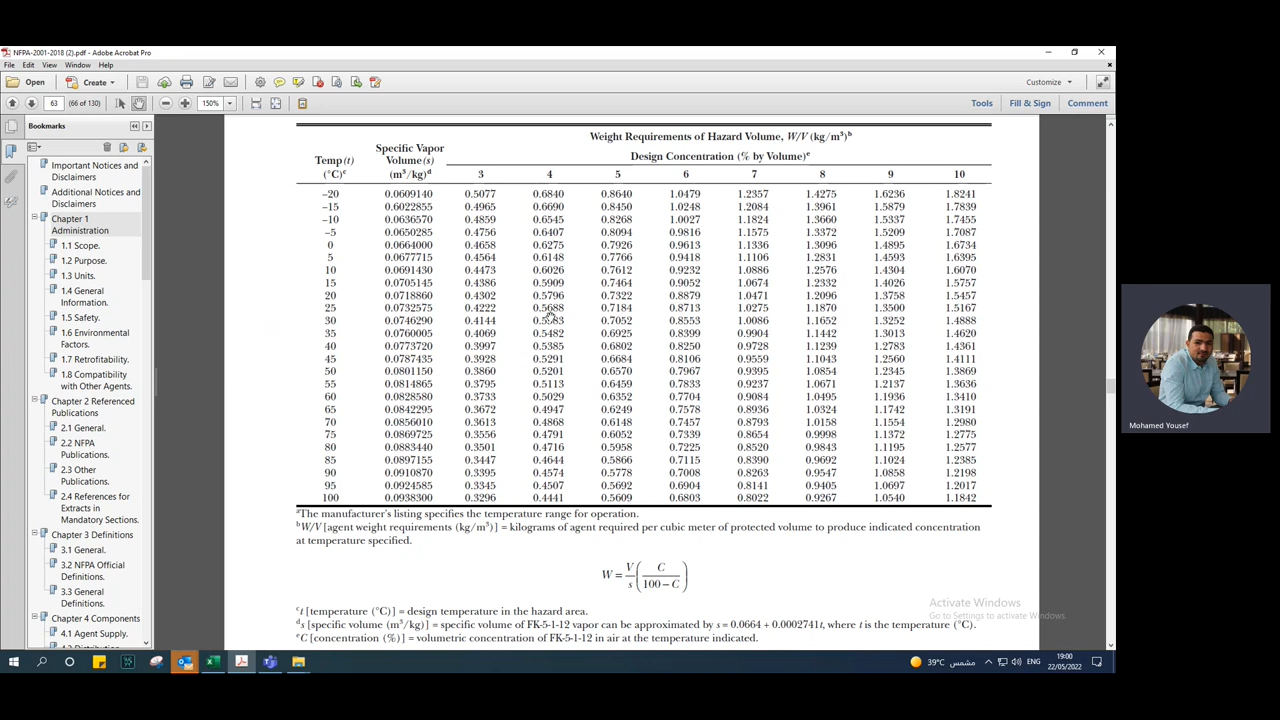 NFPA-2001-2018 (2).pdf - Adobe Acrobat Pro
File Edit View Window Help
Open Create Customize
63 (66 of 130) 150% Tools Fill & Sign Comment
Bookmarks
Important Notices and
Disclaimers
Additional Notices and
Disclaimers
Chapter 1
Administration
1.1 Scope.
1.2 Purpose.
1.3 Units.
1.4 General
Information.
1.5 Safety.
1.6 Environmental
Factors.
1.7 Retrofitability.
1.8 Compatibility
with Other Agents.
Chapter 2 Referenced
Publications
2.1 General.
2.2 NFPA
Publications.
2.3 Other
Publications.
2.4 References for
Extracts in
Mandatory Sections.
Chapter 3 Definitions
3.1 General.
3.2 NFPA Official
Definitions.
3.3 General
Definitions.
Chapter 4 Components
4.1 Agent Supply.
Weight Requirements of Hazard Volume, W/V (kg/m³)ᵇ
Design Concentration (% by Volume)ᵉ
Temp (t) (°C)ᶜ Specific Vapor Volume (s) (m³/kg)ᵈ 3 4 5 6 7 8 9 10
–20 0.0609140 0.5077 0.6840 0.8640 1.0479 1.2357 1.4275 1.6236 1.8241
–15 0.6022855 0.4965 0.6690 0.8450 1.0248 1.2084 1.3961 1.5879 1.7839
–10 0.0636570 0.4859 0.6545 0.8268 1.0027 1.1824 1.3660 1.5337 1.7455
–5 0.0650285 0.4756 0.6407 0.8094 0.9816 1.1575 1.3372 1.5209 1.7087
0 0.0664000 0.4658 0.6275 0.7926 0.9613 1.1336 1.3096 1.4895 1.6734
5 0.0677715 0.4564 0.6148 0.7766 0.9418 1.1106 1.2831 1.4593 1.6395
10 0.0691430 0.4473 0.6026 0.7612 0.9232 1.0886 1.2576 1.4304 1.6070
15 0.0705145 0.4386 0.5909 0.7464 0.9052 1.0674 1.2332 1.4026 1.5757
20 0.0718860 0.4302 0.5796 0.7322 0.8879 1.0471 1.2096 1.3758 1.5457
25 0.0732575 0.4222 0.5688 0.7184 0.8713 1.0275 1.1870 1.3500 1.5167
30 0.0746290 0.4144 0.7052 0.8553 1.0086 1.1652 1.3252 1.4888
35 0.0760005 0.4069 0.5482 0.6925 0.8399 0.9904 1.1442 1.3013 1.4620
40 0.0773720 0.3997 0.5385 0.6802 0.8250 0.9728 1.1239 1.2783 1.4361
45 0.0787435 0.3928 0.5291 0.6684 0.8106 0.9559 1.1043 1.2560 1.4111
50 0.0801150 0.3860 0.5201 0.6570 0.7967 0.9395 1.0854 1.2345 1.3869
55 0.0814865 0.3795 0.5113 0.6459 0.7833 0.9237 1.0671 1.2137 1.3636
60 0.0828580 0.3733 0.5029 0.6352 0.7704 0.9084 1.0495 1.1936 1.3410
65 0.0842295 0.3672 0.4947 0.6249 0.7578 0.8936 1.0324 1.1742 1.3191
70 0.0856010 0.3613 0.4868 0.6148 0.7457 0.8793 1.0158 1.1554 1.2980
75 0.0869725 0.3556 0.4791 0.6052 0.7339 0.8654 0.9998 1.1372 1.2775
80 0.0883440 0.3501 0.4716 0.5958 0.7225 0.8520 0.9843 1.1195 1.2577
85 0.0897155 0.3447 0.4644 0.5866 0.7115 0.8390 0.9692 1.1024 1.2385
90 0.0910870 0.3395 0.4574 0.5778 0.7008 0.8263 0.9547 1.0858 1.2198
95 0.0924585 0.3345 0.4507 0.5692 0.6904 0.8141 0.9405 1.0697 1.2017
100 0.0938300 0.3296 0.4441 0.5609 0.6803 0.8022 0.9267 1.0540 1.1842
ᵃThe manufacturer's listing specifies the temperature range for operation.
ᵇW/V [agent weight requirements (kg/m³)] = kilograms of agent required per cubic meter of protected volume to produce indicated concentration
at temperature specified.
W = V/s (C/(100 – C))
ᶜt [temperature (°C)] = design temperature in the hazard area.
ᵈs [specific volume (m³/kg)] = specific volume of FK-5-1-12 vapor can be approximated by s = 0.0664 + 0.0002741t, where t is the temperature (°C).
ᵉC [concentration (%)] = volumetric concentration of FK-5-1-12 in air at the temperature indicated.
Activate Windows
Go to Settings to activate Windows.
Mohamed Yousef
39°C مشمس ENG 19:00
22/05/2022